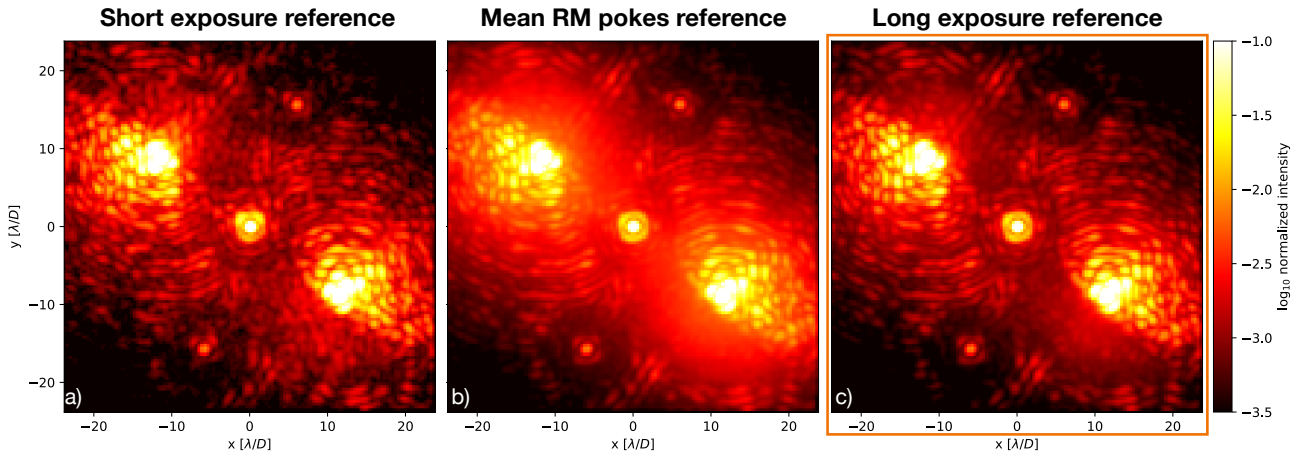 Short exposure reference
Mean RM pokes reference
Long exposure reference
20
10
0
−10
−20
y [λ/D]
a)
b)
c)
−20
−10
0
10
20
−20
−10
0
10
20
−20
−10
0
10
20
x [λ/D]
x [λ/D]
x [λ/D]
−1.0
−1.5
−2.0
−2.5
−3.0
−3.5
log₁₀ normalized intensity